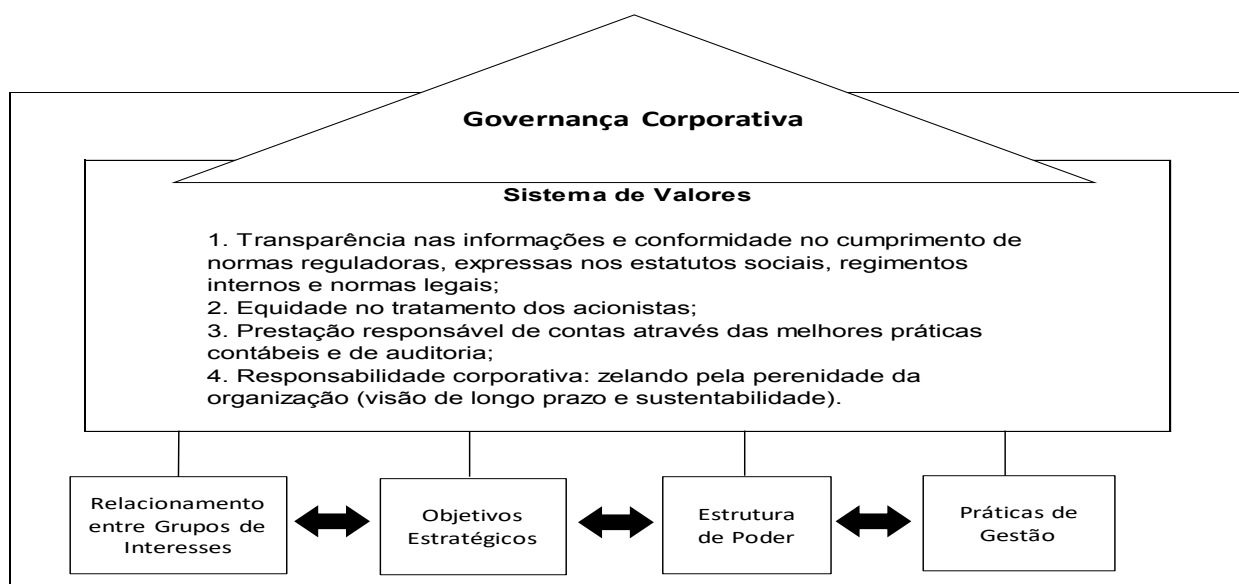 Governança Corporativa
Sistema de Valores
1. Transparência nas informações e conformidade no cumprimento de
normas reguladoras, expressas nos estatutos sociais, regimentos
internos e normas legais;
2. Equidade no tratamento dos acionistas;
3. Prestação responsável de contas através das melhores práticas
contábeis e de auditoria;
4. Responsabilidade corporativa: zelando pela perenidade da
organização (visão de longo prazo e sustentabilidade).
Relacionamento
entre Grupos de
Interesses
Objetivos
Estratégicos
Estrutura
de Poder
Práticas de
Gestão